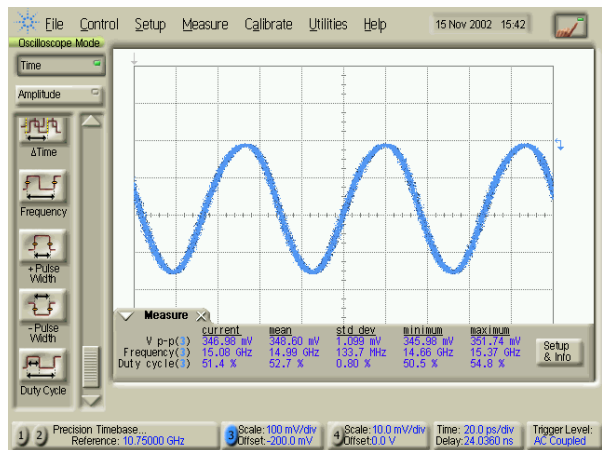 File Control Setup Measure Calibrate Utilities Help 15 Nov 2002 15:42
Oscilloscope Mode
Time
Amplitude
ΔTime
Frequency
+ Pulse
Width
- Pulse
Width
Duty Cycle
Measure
current mean std dev minimum maximum
V p-p(3) 346.98 mV 348.60 mV 1.099 mV 345.98 mV 351.74 mV
Frequency(3) 15.08 GHz 14.99 GHz 133.7 MHz 14.66 GHz 15.37 GHz
Duty cycle(3) 51.4 % 52.7 % 0.80 % 50.5 % 54.8 %
Setup
& Info
1 2 Precision Timebase...
Reference: 10.75000 GHz
3 Scale: 100 mV/div
Offset:-200.0 mV
4 Scale: 10.0 mV/div
Offset:0.0 V
Time: 20.0 ps/div
Delay:24.0360 ns
Trigger Level:
AC Coupled